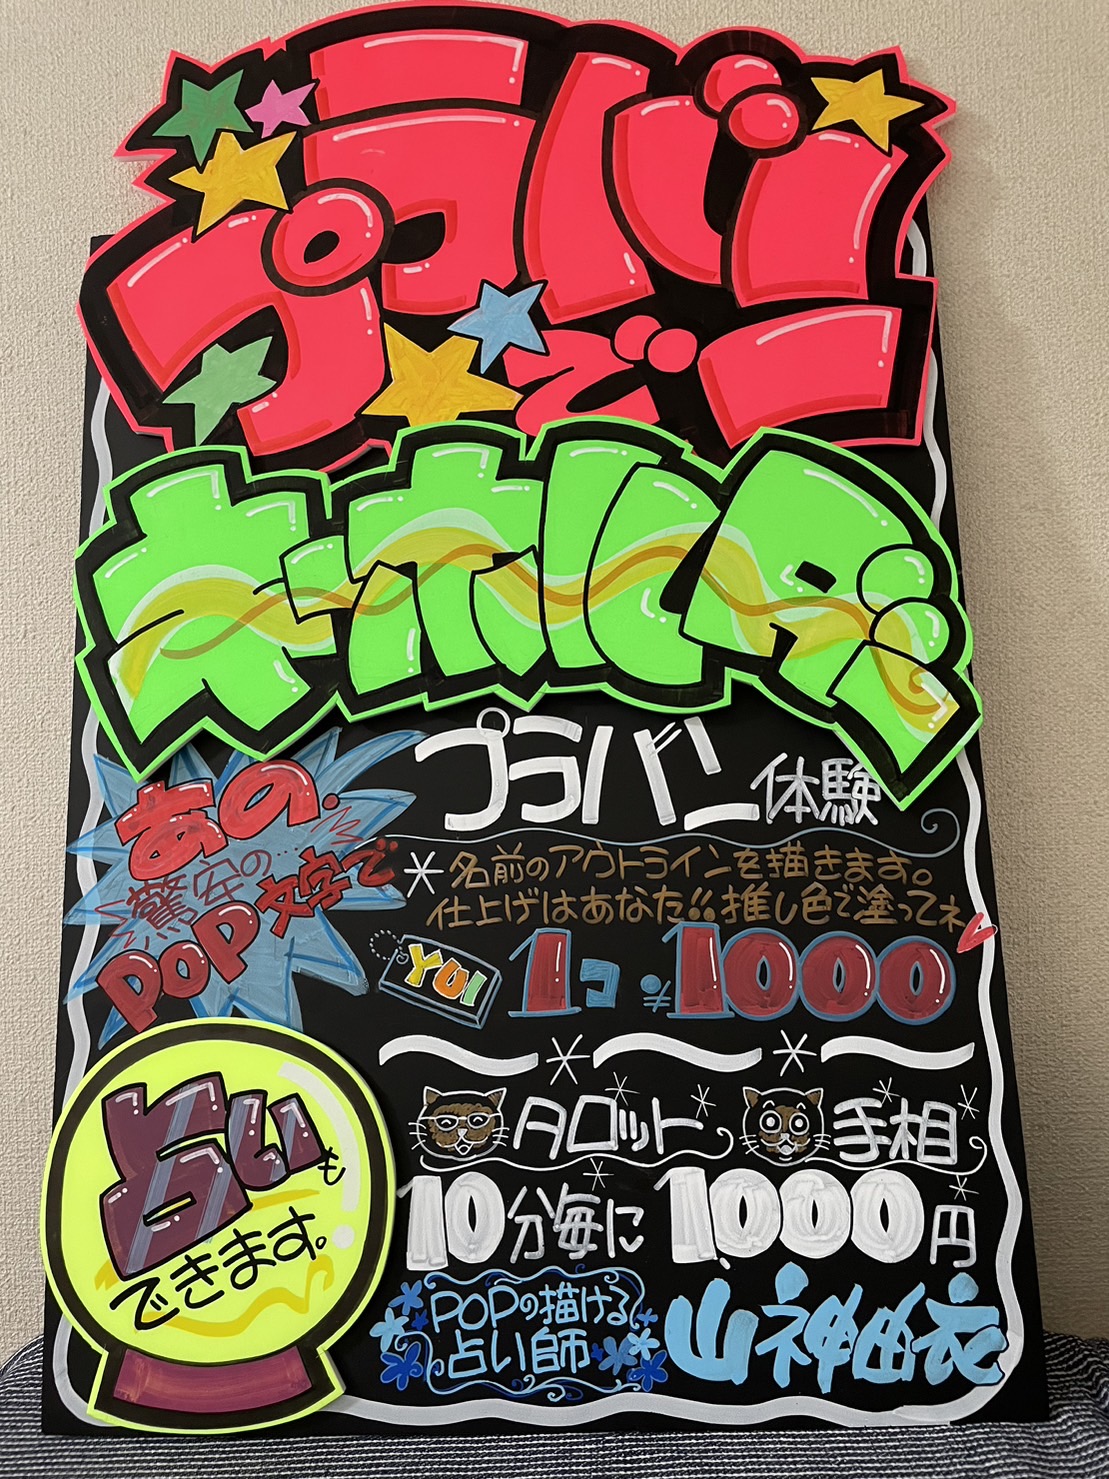 プラバンで
キーホルダー
あの.
驚安の
POP文字で
プラバン体験
*名前のアウトラインを描きます。
仕上げはあなた!!推し色で塗ってネ
YUI
1コ・¥1000
タロット
手相
10分毎に 1000円
占いも
できます。
POPの描ける
占い師
山神由衣